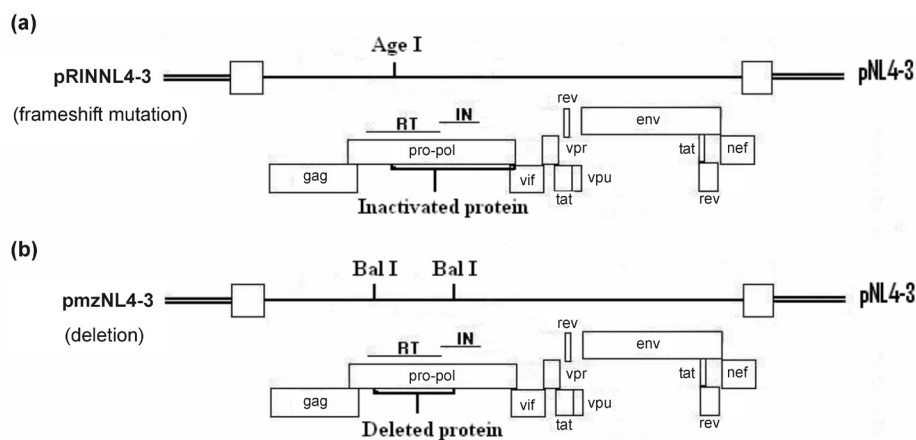 (a)
Age I
pRINNL4-3
pNL4-3
(frameshift mutation)
rev
env
RT
IN
pro-pol
vpr
tat
nef
gag
vif
vpu
tat
rev
Inactivated protein
(b)
Bal I Bal I
pmzNL4-3
pNL4-3
(deletion)
rev
env
RT
IN
pro-pol
vpr
tat
nef
gag
vif
vpu
tat
rev
Deleted protein